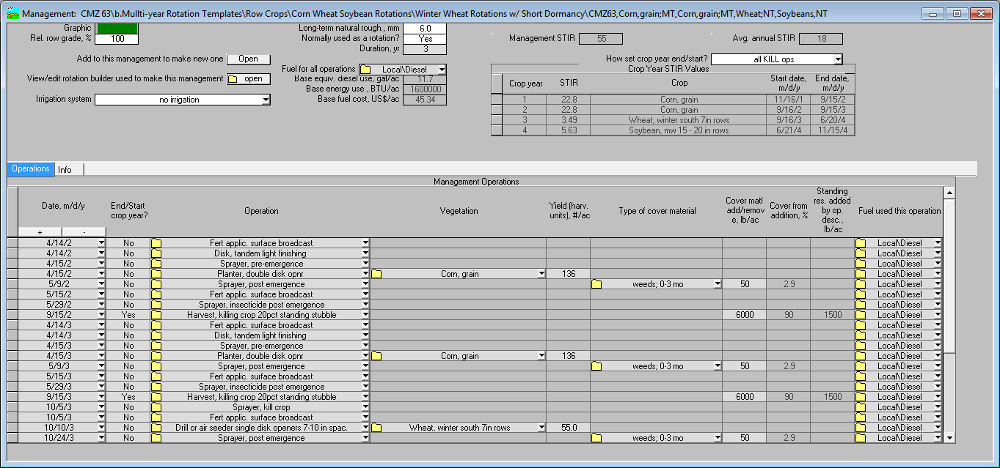 Management: CMZ 63\b.Mullti-year Rotation Templates\Row Crops\Corn Wheat Soybean Rotations\Winter Wheat Rotations w/ Short Dormancy\CMZ63,Corn,grain;MT,Corn,grain;MT,Wheat;NT,Soybeans,NT
Graphic
Rel. row grade, % 100
Add to this management to make new one Open
View/edit rotation builder used to make this management open
Irrigation system no irrigation
Long-term natural rough., mm 6.0
Normally used as a rotation? Yes
Duration, yr 3
Fuel for all operations Local\Diesel
Base equiv. diesel use, gal/ac 11.7
Base energy use , BTU/ac 1600000
Base fuel cost, US$/ac 45.34
Management STIR 55 Avg. annual STIR 18
How set crop year end/start? all KILL ops
Crop Year STIR Values
Crop year STIR Crop Start date, m/d/y End date, m/d/y
1 22.8 Corn, grain 11/16/1 9/15/2
2 22.8 Corn, grain 9/16/2 9/15/3
3 3.49 Wheat, winter south 7in rows 9/16/3 6/20/4
4 5.63 Soybean, mw 15 - 20 in rows 6/21/4 11/15/4
Operations Info
Management Operations
Date, m/d/y End/Start crop year? Operation Vegetation Yield (harv. units), #/ac Type of cover material Cover matl add/remov e, lb/ac Cover from addition, % Standing res. added by op. desc., lb/ac Fuel used this operation
+ -
4/14/2 No Fert applic. surface broadcast Local\Diesel
4/14/2 No Disk, tandem light finishing Local\Diesel
4/15/2 No Sprayer, pre-emergence Local\Diesel
4/15/2 No Planter, double disk opnr Corn, grain 136 Local\Diesel
5/9/2 No Sprayer, post emergence weeds; 0-3 mo 50 2.9 Local\Diesel
5/15/2 No Fert applic. surface broadcast Local\Diesel
5/29/2 No Sprayer, insecticide post emergence Local\Diesel
9/15/2 Yes Harvest, killing crop 20pct standing stubble 6000 90 1500 Local\Diesel
4/14/3 No Fert applic. surface broadcast Local\Diesel
4/14/3 No Disk, tandem light finishing Local\Diesel
4/15/3 No Sprayer, pre-emergence Local\Diesel
4/15/3 No Planter, double disk opnr Corn, grain 136 Local\Diesel
5/9/3 No Sprayer, post emergence weeds; 0-3 mo 50 2.9 Local\Diesel
5/15/3 No Fert applic. surface broadcast Local\Diesel
5/29/3 No Sprayer, insecticide post emergence Local\Diesel
9/15/3 Yes Harvest, killing crop 20pct standing stubble 6000 90 1500 Local\Diesel
10/5/3 No Sprayer, kill crop Local\Diesel
10/5/3 No Fert applic. surface broadcast Local\Diesel
10/10/3 No Drill or air seeder single disk openers 7-10 in spac. Wheat, winter south 7in rows 55.0 Local\Diesel
10/24/3 No Sprayer, post emergence weeds; 0-3 mo 50 2.9 Local\Diesel